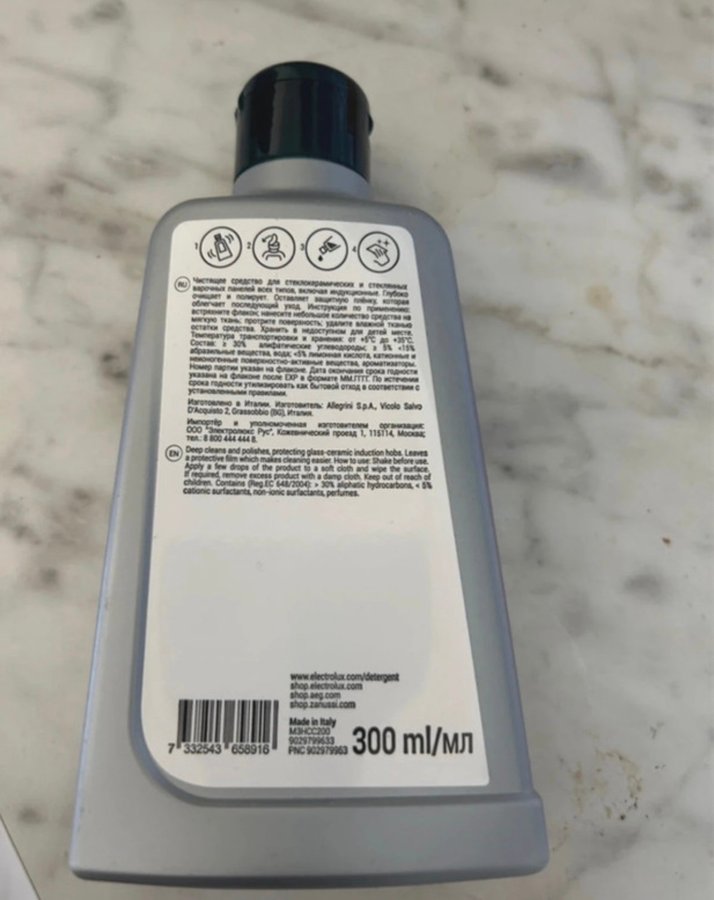 1 2 3 4
RU Чистящее средство для стеклокерамических и стеклянных
варочных панелей всех типов, включая индукционные. Глубоко
очищает и полирует. Оставляет защитную плёнку, которая
облегчает последующий уход. Инструкция по применению:
встряхните флакон; нанесите небольшое количество средства на
мягкую ткань; протрите поверхность; удалите влажной тканью
остатки средства. Хранить в недоступном для детей месте.
Температура транспортировки и хранения: от +5°C до +35°C.
Состав: ≥ 30% алифатические углеводороды; ≥ 5% <15%
абразивные вещества, вода; <5% лимонная кислота, катионные и
неионогенные поверхностно-активные вещества, ароматизаторы.
Номер партии указан на флаконе. Дата окончания срока годности
указана на флаконе после EXP в формате ММ.ГГГГ. По истечении
срока годности утилизировать как бытовой отход в соответствии с
установленными правилами.
Изготовлено в Италии. Изготовитель: Allegrini S.p.A., Vicolo Salvo
D'Acquisto 2, Grassobbio (BG), Италия.
Импортёр и уполномоченная изготовителем организация:
ООО "Электролюкс Рус", Кожевнический проезд 1, 115114, Москва;
тел.: 8 800 444 444 8.
EN Deep cleans and polishes, protecting glass-ceramic induction hobs. Leaves
a protective film which makes cleaning easier. How to use: Shake before use.
Apply a few drops of the product to a soft cloth and wipe the surface.
If required, remove excess product with a damp cloth. Keep out of reach of
children. Contains (Reg.EC 648/2004): > 30% aliphatic hydrocarbons, < 5%
cationic surfactants, non-ionic surfactants, perfumes.
www.electrolux.com/detergent
shop.electrolux.com
shop.aeg.com
shop.zanussi.com
Made in Italy
M3HCC200
9029799633
PNC 902979963
300 ml/мл
7 332543 658916